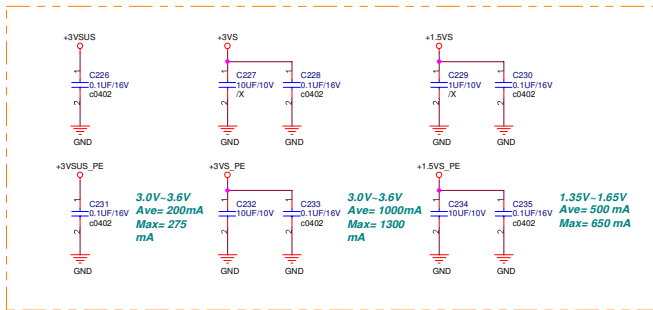 +3VSUS
+3VS
+1.5VS
1
C226
0.1UF/16V
c0402
2
GND
1
C227
10UF/10V
/X
2
GND
1
C228
0.1UF/16V
c0402
2
GND
1
C229
1UF/10V
/X
2
GND
1
C230
0.1UF/16V
c0402
2
GND
+3VSUS_PE
+3VS_PE
+1.5VS_PE
1
C231
0.1UF/16V
c0402
2
GND
3.0V~3.6V
Ave= 200mA
Max= 275
mA
1
C232
10UF/10V
2
GND
1
C233
0.1UF/16V
c0402
2
GND
3.0V~3.6V
Ave= 1000mA
Max= 1300
mA
1
C234
10UF/10V
2
GND
1
C235
0.1UF/16V
c0402
2
GND
1.35V~1.65V
Ave= 500 mA
Max= 650 mA